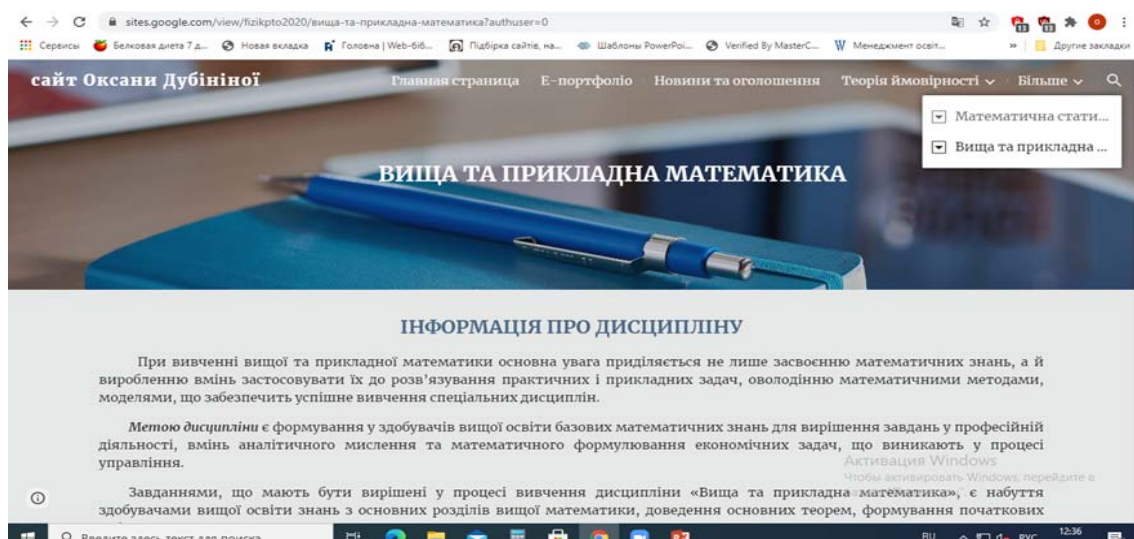 sites.google.com/view/fizikpto2020/вища-та-прикладна-математика?authuser=0
Сервисы Белковая диета 7 д... Новая вкладка Головна | Web-біб... Підбірка сайтів, на... Шаблоны PowerPoi... Verified By MasterC... Менеджмент освіт... » Другие закладки
сайт Оксани Дубініної Главная страница Е-портфоліо Новини та оголошення Теорія ймовірності Більше
Математична стати...
Вища та прикладна ...
ВИЩА ТА ПРИКЛАДНА МАТЕМАТИКА
ІНФОРМАЦІЯ ПРО ДИСЦИПЛІНУ
При вивченні вищої та прикладної математики основна увага приділяється не лише засвоєнню математичних знань, а й
виробленню вмінь застосовувати їх до розв’язування практичних і прикладних задач, оволодінню математичними методами,
моделями, що забезпечить успішне вивчення спеціальних дисциплін.
Метою дисципліни є формування у здобувачів вищої освіти базових математичних знань для вирішення завдань у професійній
діяльності, вмінь аналітичного мислення та математичного формулювання економічних задач, що виникають у процесі
управління.
Активация Windows
Чтобы активировать Windows, перейдите в
Завданнями, що мають бути вирішені у процесі вивчення дисципліни «Вища та прикладна математика», є набуття
здобувачами вищої освіти знань з основних розділів вищої математики, доведення основних теорем, формування початкових
Введите здесь текст для поиска
RU РУС 12:36